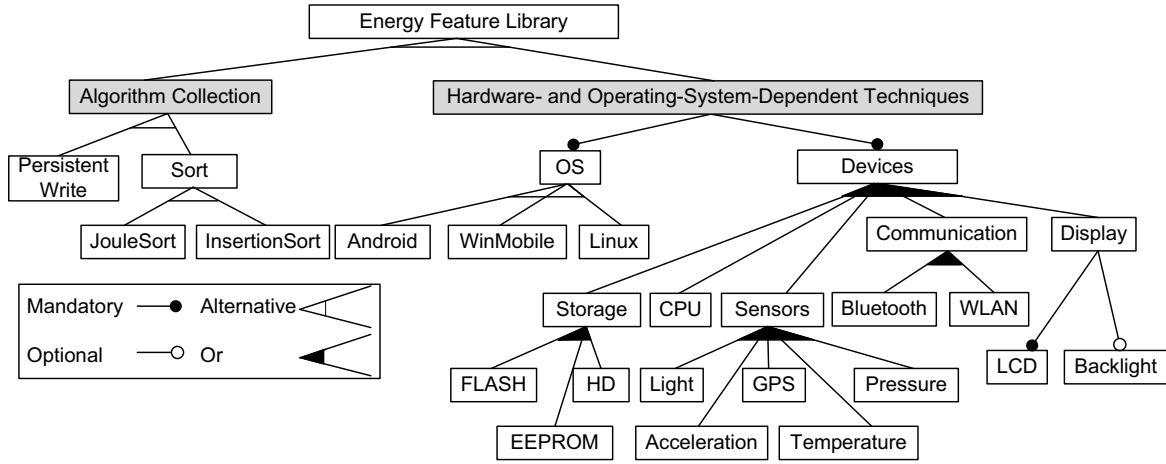 Energy Feature Library
Algorithm Collection
Hardware- and Operating-System-Dependent Techniques
Persistent
Write
Sort
OS
Devices
JouleSort
InsertionSort
Android
WinMobile
Linux
Communication
Display
Mandatory
Alternative
Optional
Or
Storage
CPU
Sensors
Bluetooth
WLAN
FLASH
HD
Light
GPS
Pressure
LCD
Backlight
EEPROM
Acceleration
Temperature